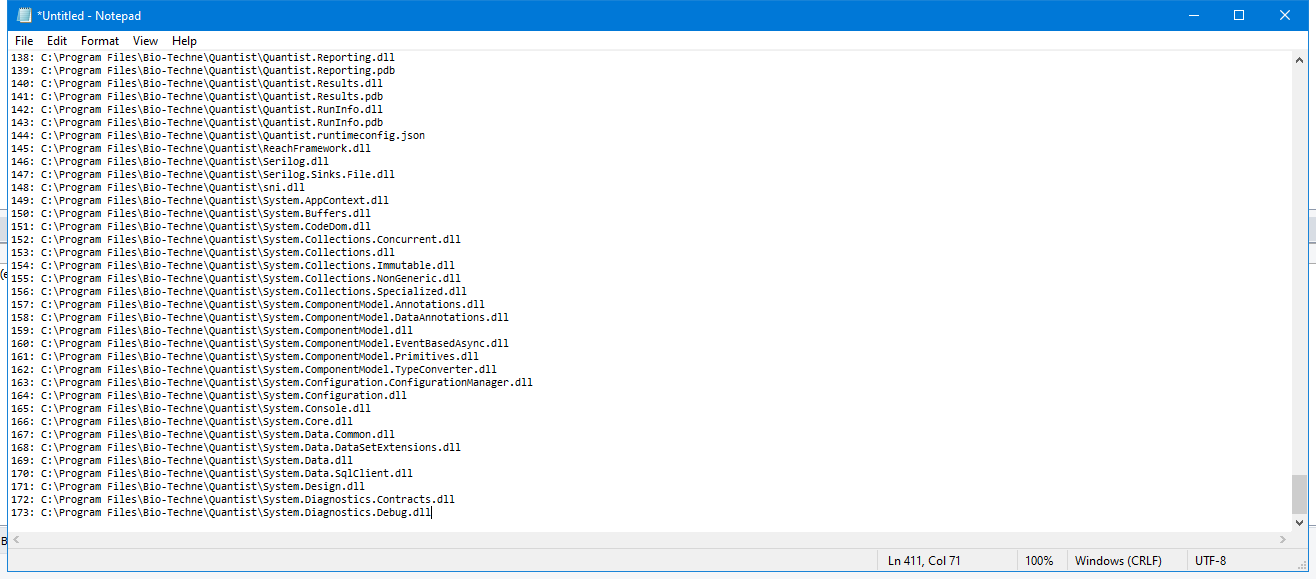 *Untitled - Notepad
File Edit Format View Help
138: C:\Program Files\Bio-Techne\Quantist\Quantist.Reporting.dll
139: C:\Program Files\Bio-Techne\Quantist\Quantist.Reporting.pdb
140: C:\Program Files\Bio-Techne\Quantist\Quantist.Results.dll
141: C:\Program Files\Bio-Techne\Quantist\Quantist.Results.pdb
142: C:\Program Files\Bio-Techne\Quantist\Quantist.RunInfo.dll
143: C:\Program Files\Bio-Techne\Quantist\Quantist.RunInfo.pdb
144: C:\Program Files\Bio-Techne\Quantist\Quantist.runtimeconfig.json
145: C:\Program Files\Bio-Techne\Quantist\ReachFramework.dll
146: C:\Program Files\Bio-Techne\Quantist\Serilog.dll
147: C:\Program Files\Bio-Techne\Quantist\Serilog.Sinks.File.dll
148: C:\Program Files\Bio-Techne\Quantist\sni.dll
149: C:\Program Files\Bio-Techne\Quantist\System.AppContext.dll
150: C:\Program Files\Bio-Techne\Quantist\System.Buffers.dll
151: C:\Program Files\Bio-Techne\Quantist\System.CodeDom.dll
152: C:\Program Files\Bio-Techne\Quantist\System.Collections.Concurrent.dll
153: C:\Program Files\Bio-Techne\Quantist\System.Collections.dll
154: C:\Program Files\Bio-Techne\Quantist\System.Collections.Immutable.dll
155: C:\Program Files\Bio-Techne\Quantist\System.Collections.NonGeneric.dll
156: C:\Program Files\Bio-Techne\Quantist\System.Collections.Specialized.dll
157: C:\Program Files\Bio-Techne\Quantist\System.ComponentModel.Annotations.dll
158: C:\Program Files\Bio-Techne\Quantist\System.ComponentModel.DataAnnotations.dll
159: C:\Program Files\Bio-Techne\Quantist\System.ComponentModel.dll
160: C:\Program Files\Bio-Techne\Quantist\System.ComponentModel.EventBasedAsync.dll
161: C:\Program Files\Bio-Techne\Quantist\System.ComponentModel.Primitives.dll
162: C:\Program Files\Bio-Techne\Quantist\System.ComponentModel.TypeConverter.dll
163: C:\Program Files\Bio-Techne\Quantist\System.Configuration.ConfigurationManager.dll
164: C:\Program Files\Bio-Techne\Quantist\System.Configuration.dll
165: C:\Program Files\Bio-Techne\Quantist\System.Console.dll
166: C:\Program Files\Bio-Techne\Quantist\System.Core.dll
167: C:\Program Files\Bio-Techne\Quantist\System.Data.Common.dll
168: C:\Program Files\Bio-Techne\Quantist\System.Data.DataSetExtensions.dll
169: C:\Program Files\Bio-Techne\Quantist\System.Data.dll
170: C:\Program Files\Bio-Techne\Quantist\System.Data.SqlClient.dll
171: C:\Program Files\Bio-Techne\Quantist\System.Design.dll
172: C:\Program Files\Bio-Techne\Quantist\System.Diagnostics.Contracts.dll
173: C:\Program Files\Bio-Techne\Quantist\System.Diagnostics.Debug.dll
Ln 411, Col 71 100% Windows (CRLF) UTF-8